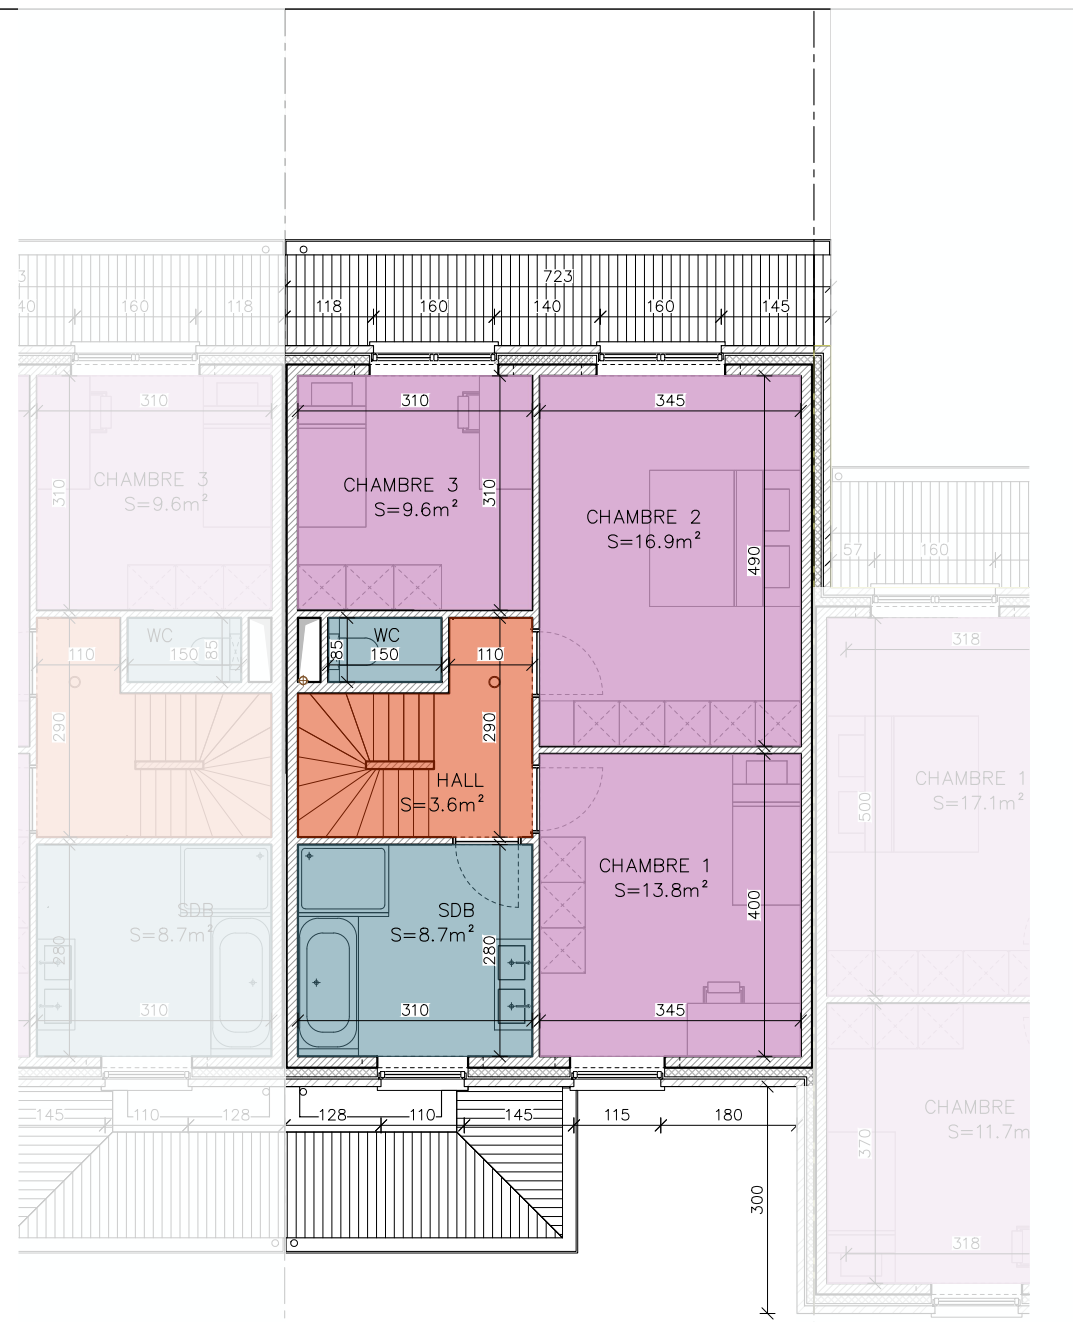 3
723
40
160
118
118
160
140
160
145
310
310
345
CHAMBRE 3
S=9.6m²
310
CHAMBRE 3
S=9.6m²
310
CHAMBRE 2
S=16.9m²
490
57
160
WC
85
150
110
WC
85
150
110
318
290
290
HALL
S=3.6m²
CHAMBRE 1
S=17.1m²
500
CHAMBRE 1
S=13.8m²
400
SDB
S=8.7m²
280
310
SDB
S=8.7m²
280
310
345
145
110
128
128
110
145
115
180
CHAMBRE
S=11.7m
370
300
318